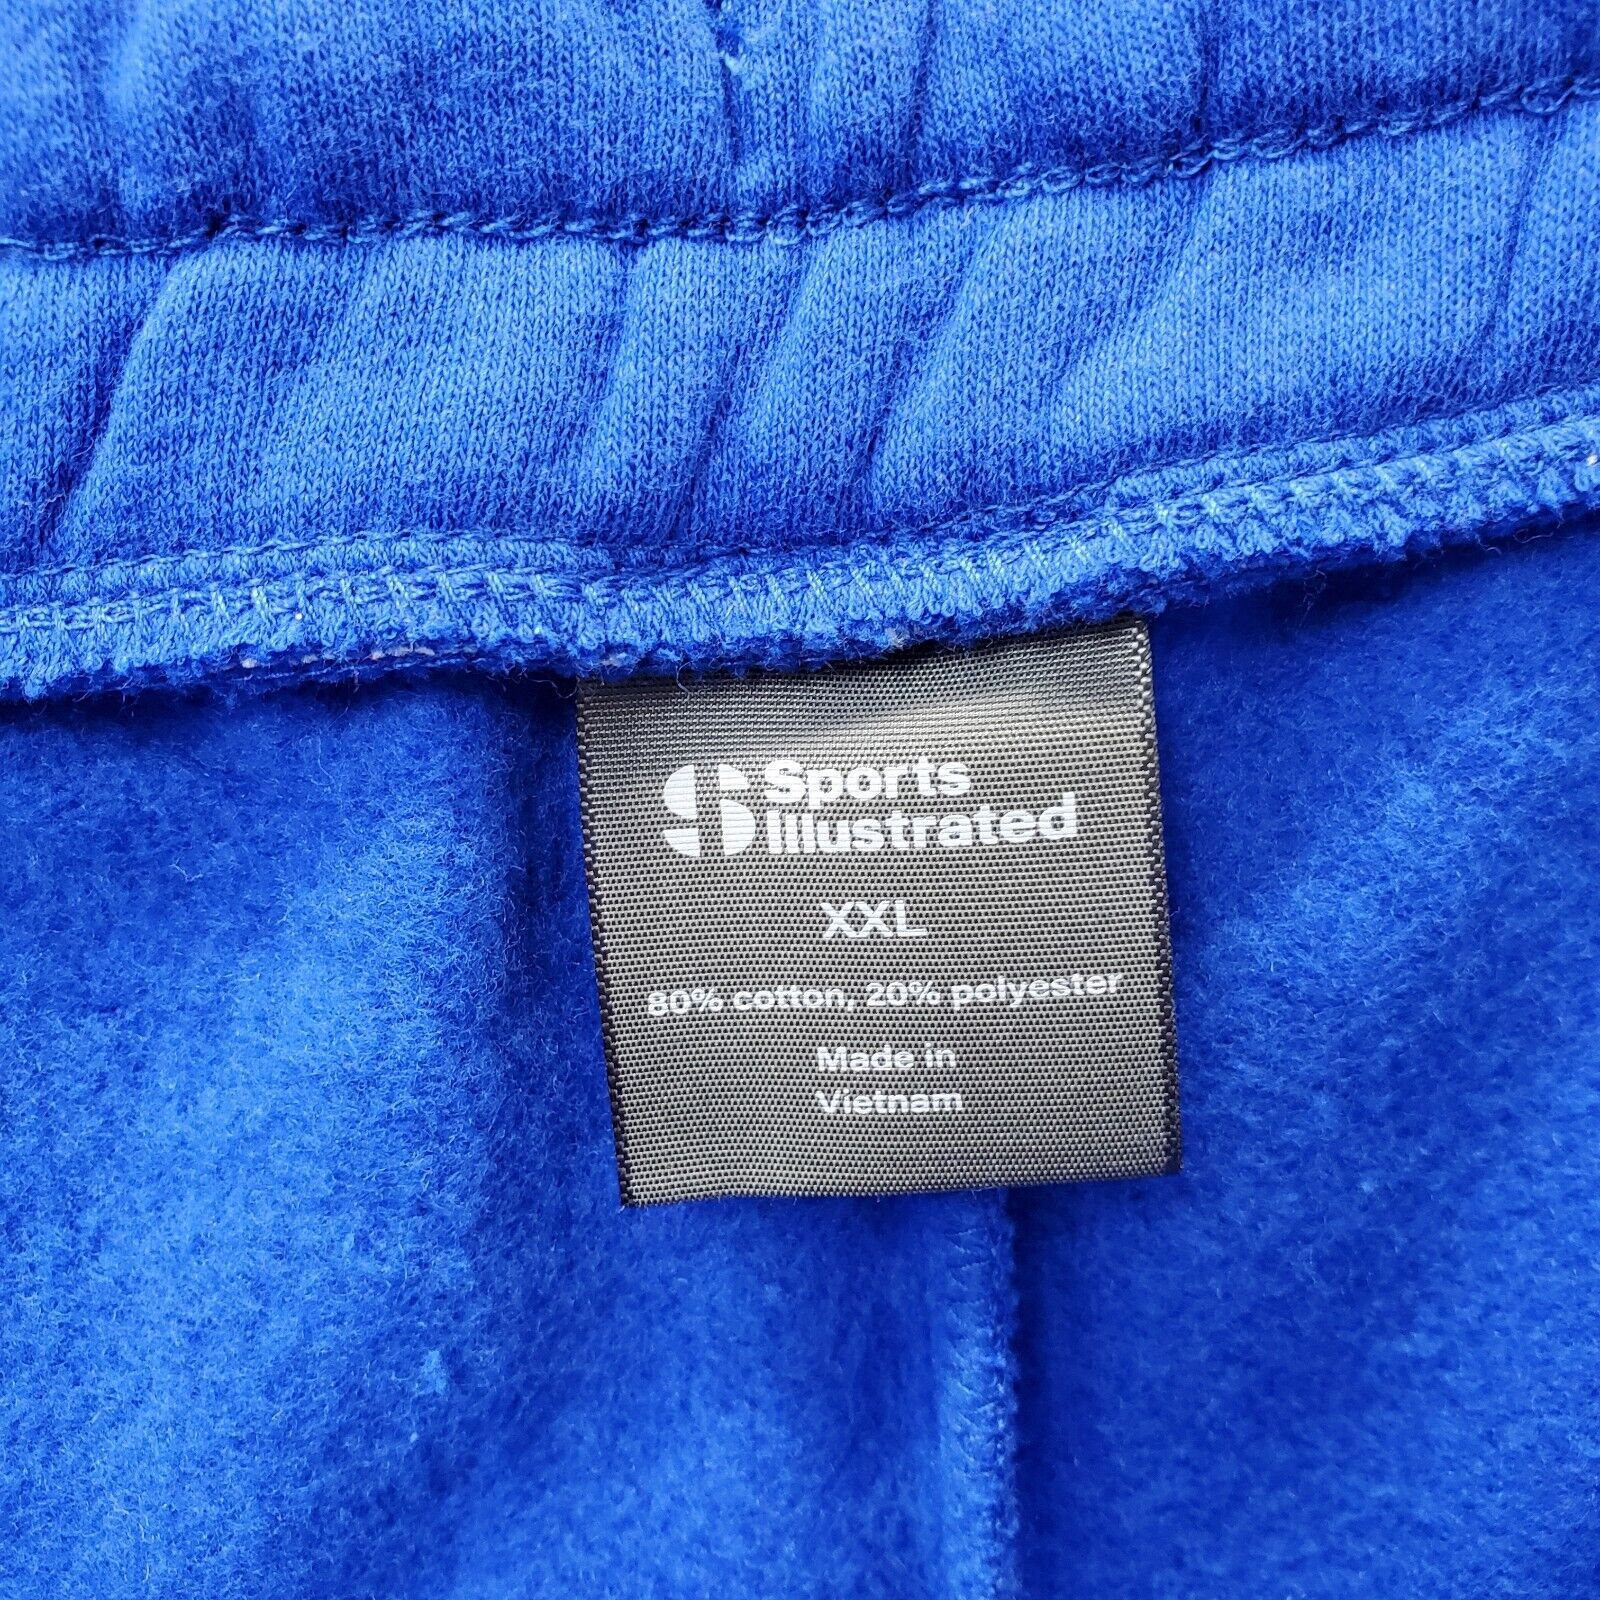 Sports
Illustrated
XXL
80% cotton, 20% polyester
Made in
Vietnam